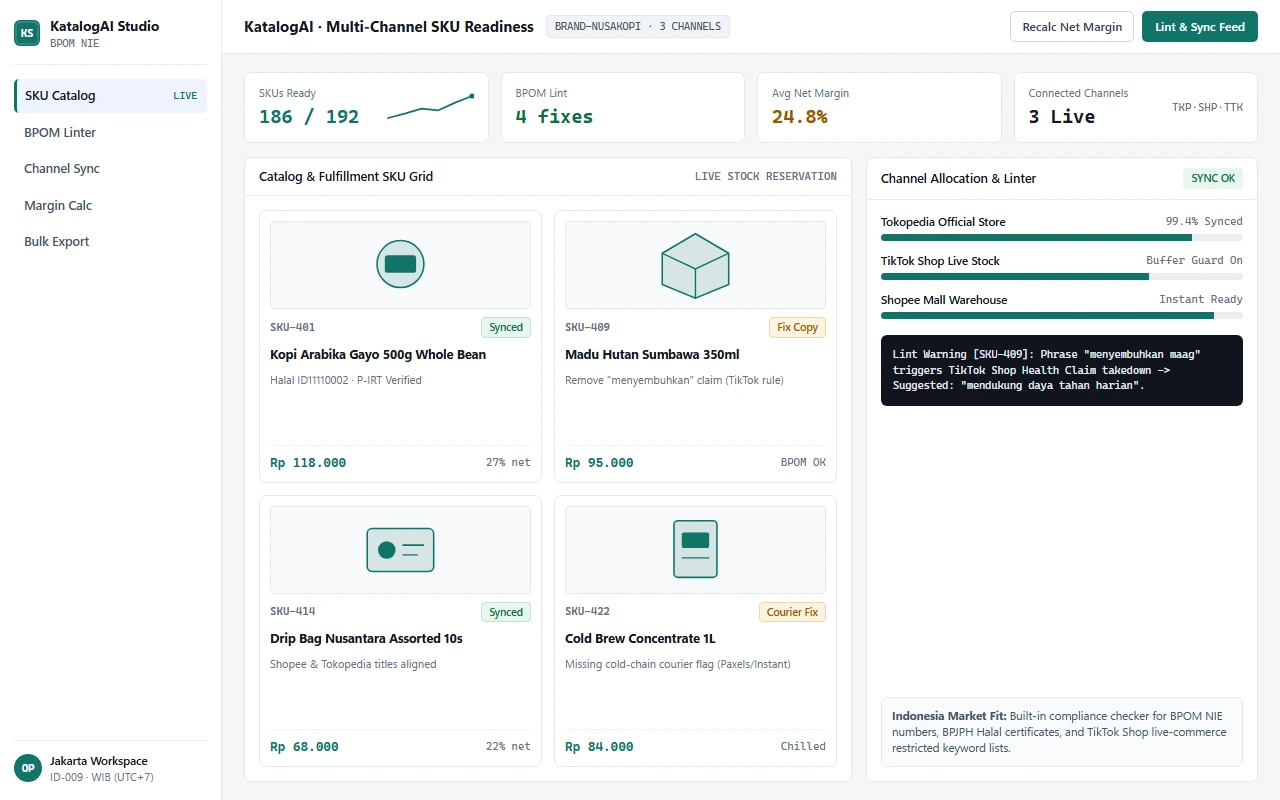 KS
KatalogAI Studio
BPOM NIE
SKU Catalog
LIVE
BPOM Linter
Channel Sync
Margin Calc
Bulk Export
OP
Jakarta Workspace
ID-009 · WIB (UTC+7)
KatalogAI · Multi-Channel SKU Readiness
BRAND-NUSAKOPI · 3 CHANNELS
Recalc Net Margin
Lint & Sync Feed
SKUs Ready
186 / 192
BPOM Lint
4 fixes
Avg Net Margin
24.8%
Connected Channels
3 Live
TKP·SHP·TTK
Catalog & Fulfillment SKU Grid
LIVE STOCK RESERVATION
SKU-401
Synced
Kopi Arabika Gayo 500g Whole Bean
Halal ID11110002 · P-IRT Verified
Rp 118.000
27% net
SKU-409
Fix Copy
Madu Hutan Sumbawa 350ml
Remove "menyembuhkan" claim (TikTok rule)
Rp 95.000
BPOM OK
SKU-414
Synced
Drip Bag Nusantara Assorted 10s
Shopee & Tokopedia titles aligned
Rp 68.000
22% net
SKU-422
Courier Fix
Cold Brew Concentrate 1L
Missing cold-chain courier flag (Paxels/Instant)
Rp 84.000
Chilled
Channel Allocation & Linter
SYNC OK
Tokopedia Official Store
99.4% Synced
TikTok Shop Live Stock
Buffer Guard On
Shopee Mall Warehouse
Instant Ready
Lint Warning [SKU-409]: Phrase "menyembuhkan maag"
triggers TikTok Shop Health Claim takedown ->
Suggested: "mendukung daya tahan harian".
Indonesia Market Fit: Built-in compliance checker for BPOM NIE
numbers, BPJPH Halal certificates, and TikTok Shop live-commerce
restricted keyword lists.